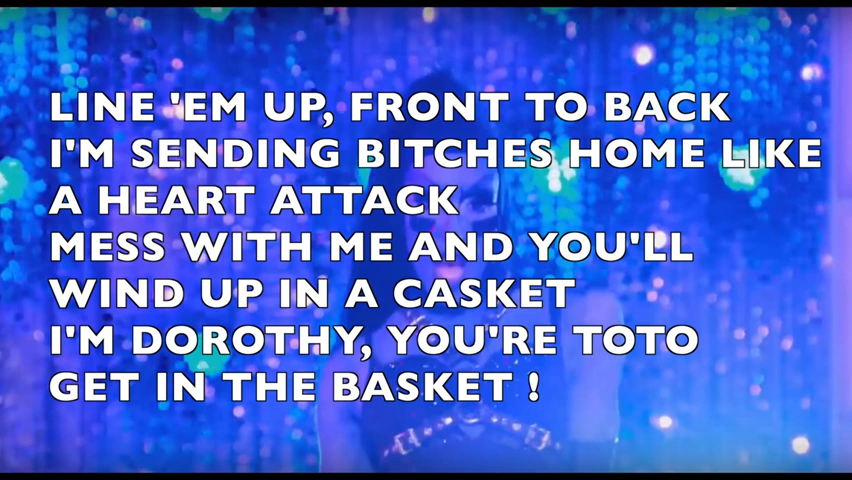 LINE 'EM UP, FRONT TO BACK
I'M SENDING BITCHES HOME LIKE
A HEART ATTACK
MESS WITH ME AND YOU'LL
WIND UP IN A CASKET
I'M DOROTHY, YOU'RE TOTO
GET IN THE BASKET !